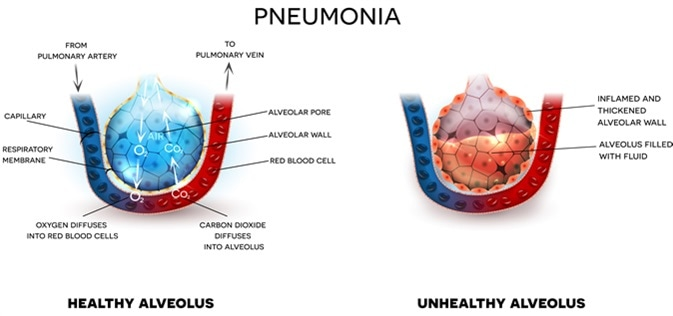 PNEUMONIA
FROM
PULMONARY ARTERY
TO
PULMONARY VEIN
CAPILLARY
RESPIRATORY
MEMBRANE
ALVEOLAR PORE
ALVEOLAR WALL
RED BLOOD CELL
AIR
O₂
CO₂
O₂
CO₂
OXYGEN DIFFUSES
INTO RED BLOOD CELLS
CARBON DIOXIDE
DIFFUSES
INTO ALVEOLUS
HEALTHY ALVEOLUS
INFLAMED AND
THICKENED
ALVEOLAR WALL
ALVEOLUS FILLED
WITH FLUID
UNHEALTHY ALVEOLUS